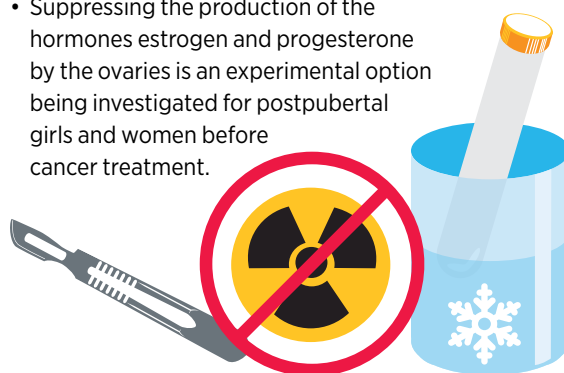 • Suppressing the production of the
hormones estrogen and progesterone
by the ovaries is an experimental option
being investigated for postpubertal
girls and women before
cancer treatment.